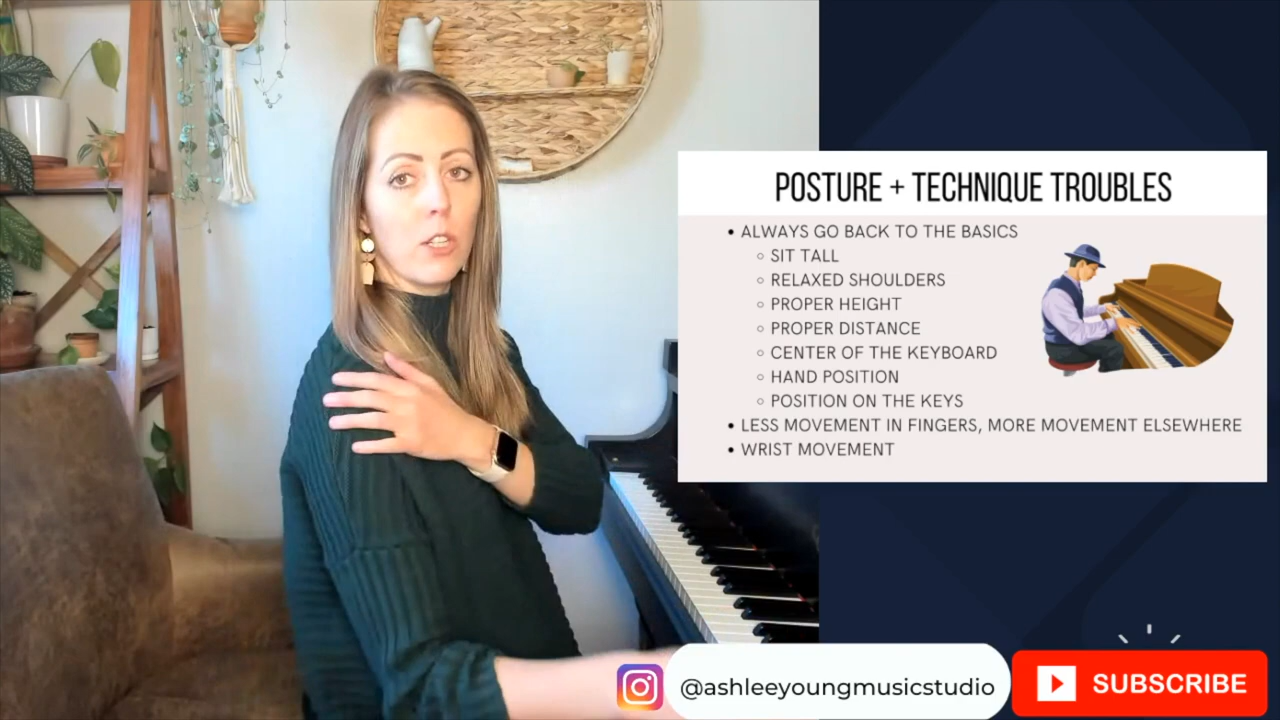 POSTURE + TECHNIQUE TROUBLES
• ALWAYS GO BACK TO THE BASICS
◦ SIT TALL
◦ RELAXED SHOULDERS
◦ PROPER HEIGHT
◦ PROPER DISTANCE
◦ CENTER OF THE KEYBOARD
◦ HAND POSITION
◦ POSITION ON THE KEYS
• LESS MOVEMENT IN FINGERS, MORE MOVEMENT ELSEWHERE
• WRIST MOVEMENT
@ashleeyoungmusicstudio
SUBSCRIBE